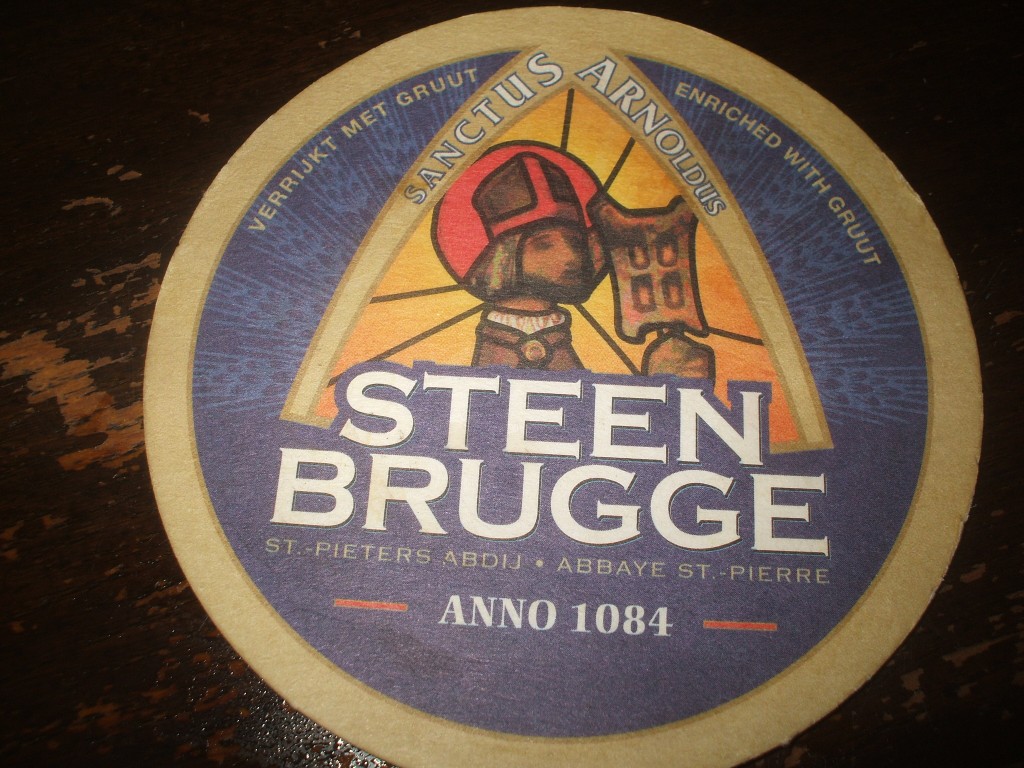 VERRIJKT MET GRUUT
SANCTUS ARNOLDUS
ENRICHED WITH GRUUT
STEEN
BRUGGE
ST.-PIETERS ABDIJ • ABBAYE ST.-PIERRE
ANNO 1084